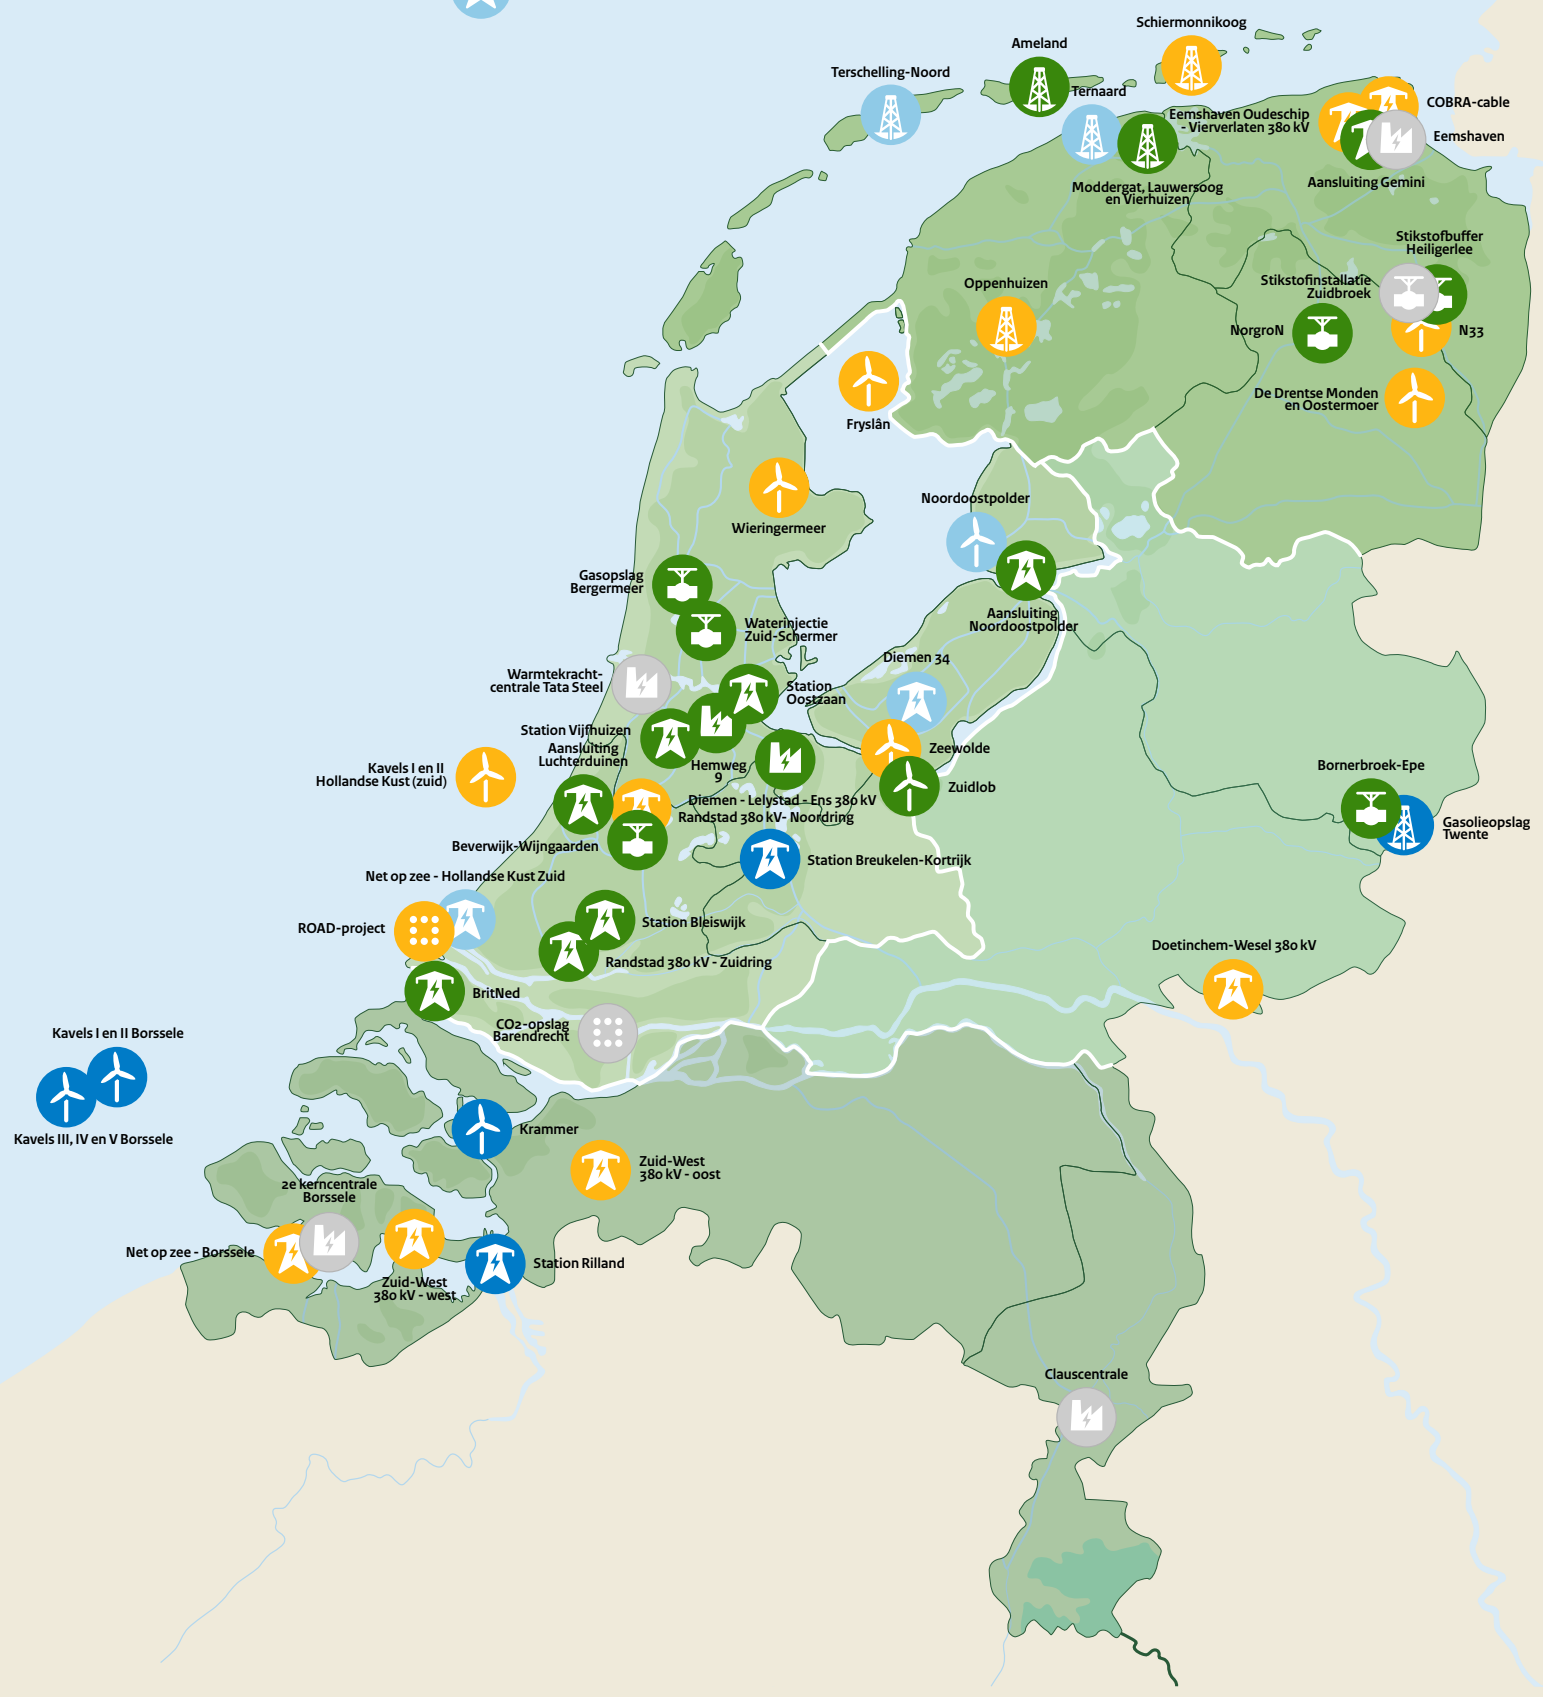 Schiermonnikoog
Ameland
Terschelling-Noord
Ternaard
COBRA-cable
Eemshaven Oudeschip
- Vierverlaten 380 kV
Eemshaven
Aansluiting Gemini
Moddergat, Lauwersoog
en Vierhuizen
Stikstofbuffer
Heiligerlee
Stikstofinstallatie
Zuidbroek
Oppenhuizen
NorgroN
N33
De Drentse Monden
en Oostermoer
Fryslân
Noordoostpolder
Wieringermeer
Gasopslag
Bergermeer
Aansluiting
Noordoostpolder
Waterinjectie
Zuid-Schermer
Diemen 34
Warmtekracht-
centrale Tata Steel
Station
Oostzaan
Station Vijfhuizen
Aansluiting
Luchterduinen
Zeewolde
Hemweg
9
Kavels I en II
Hollandse Kust (zuid)
Bornerbroek-Epe
Zuidlob
Diemen - Lelystad - Ens 380 kV
Randstad 380 kV- Noordring
Gasolieopslag
Twente
Beverwijk-Wijngaarden
Station Breukelen-Kortrijk
Net op zee - Hollandse Kust Zuid
ROAD-project
Station Bleiswijk
Doetinchem-Wesel 380 kV
Randstad 380 kV - Zuidring
BritNed
CO2-opslag
Barendrecht
Kavels I en II Borssele
Kavels III, IV en V Borssele
Krammer
Zuid-West
380 kV - oost
2e kerncentrale
Borssele
Net op zee - Borssele
Station Rilland
Zuid-West
380 kV - west
Clauscentrale